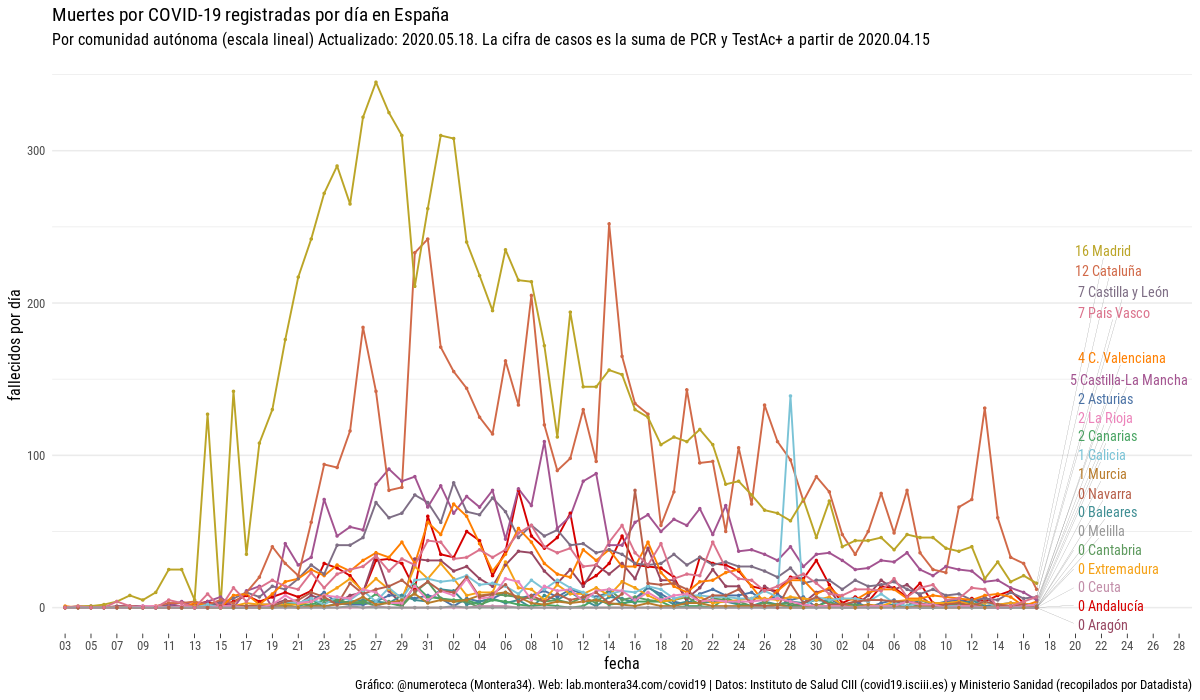 Muertes por COVID-19 registradas por día en España
Por comunidad autónoma (escala lineal) Actualizado: 2020.05.18. La cifra de casos es la suma de PCR y TestAc+ a partir de 2020.04.15
fallecidos por día
300
200
100
0
16 Madrid
12 Cataluña
7 Castilla y León
7 País Vasco
4 C. Valenciana
5 Castilla-La Mancha
2 Asturias
2 La Rioja
2 Canarias
1 Galicia
1 Murcia
0 Navarra
0 Baleares
0 Melilla
0 Cantabria
0 Extremadura
0 Ceuta
0 Andalucía
0 Aragón
03 05 07 09 11 13 15 17 19 21 23 25 27 29 31 02 04 06 08 10 12 14 16 18 20 22 24 26 28 30 02 04 06 08 10 12 14 16 18 20 22 24 26 28
fecha
Gráfico: @numeroteca (Montera34). Web: lab.montera34.com/covid19 | Datos: Instituto de Salud CIII (covid19.isciii.es) y Ministerio Sanidad (recopilados por Datadista)